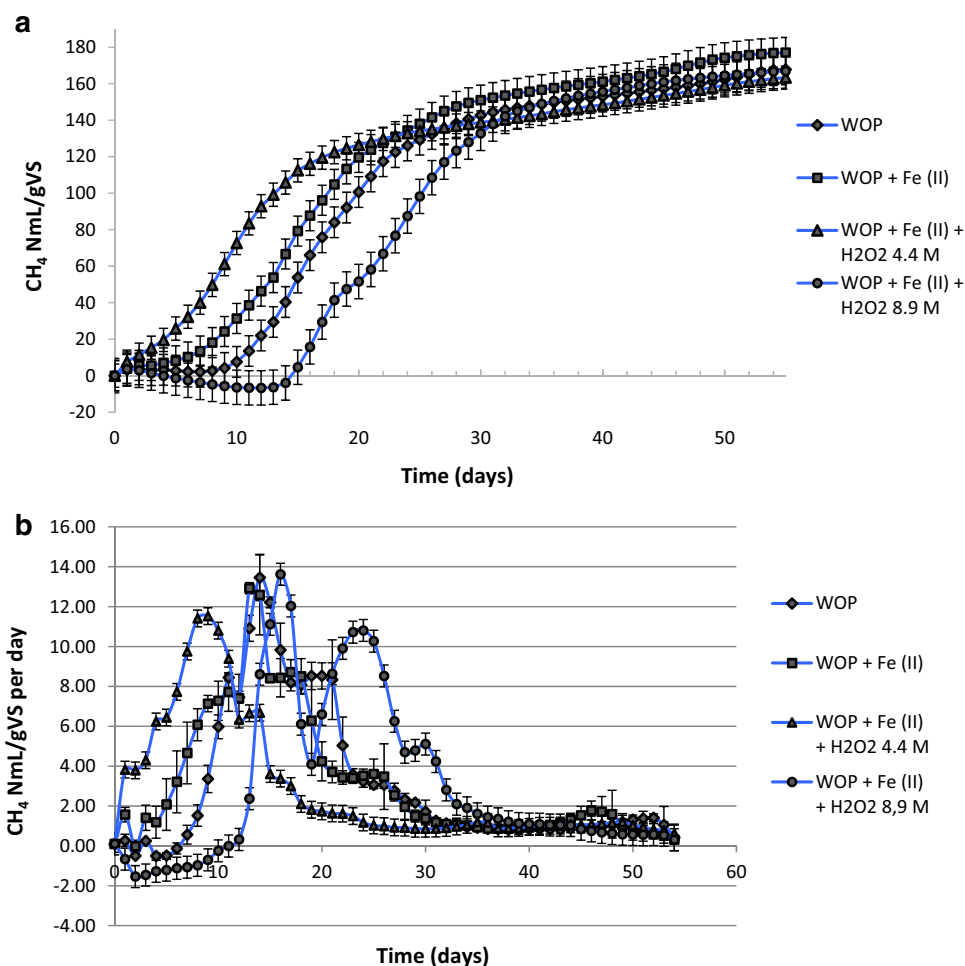 a
180
160
140
120
100
80
60
40
20
0
-20
CH4 NmL/gVS
0 10 20 30 40 50
Time (days)
WOP
WOP + Fe (II)
WOP + Fe (II) +
H2O2 4.4 M
WOP + Fe (II) +
H2O2 8.9 M
b
16.00
14.00
12.00
10.00
8.00
6.00
4.00
2.00
0.00
-2.00
-4.00
CH4 NmL/gVS per day
0 10 20 30 40 50 60
Time (days)
WOP
WOP + Fe (II)
WOP + Fe (II)
+ H2O2 4.4 M
WOP + Fe (II)
+ H2O2 8,9 M